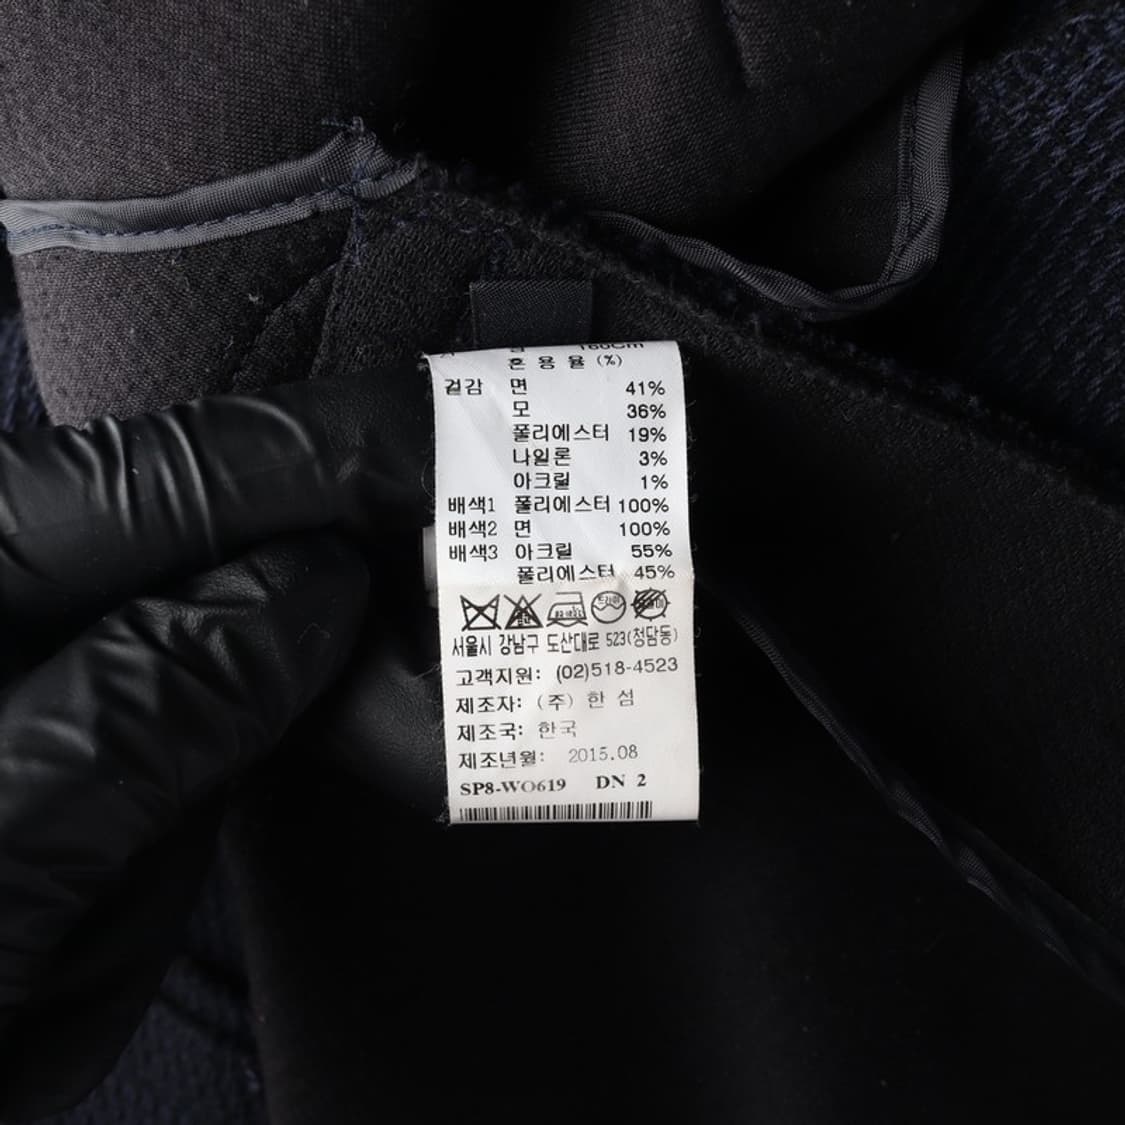 혼 용 율 (%)
겉감 면 41%
모 36%
폴리에스터 19%
나일론 3%
아크릴 1%
배색1 폴리에스터 100%
배색2 면 100%
배색3 아크릴 55%
폴리에스터 45%
서울시 강남구 도산대로 523(청담동)
고객지원: (02)518-4523
제조자: (주) 한 섬
제조국: 한국
제조년월: 2015.08
SP8-WO619 DN 2